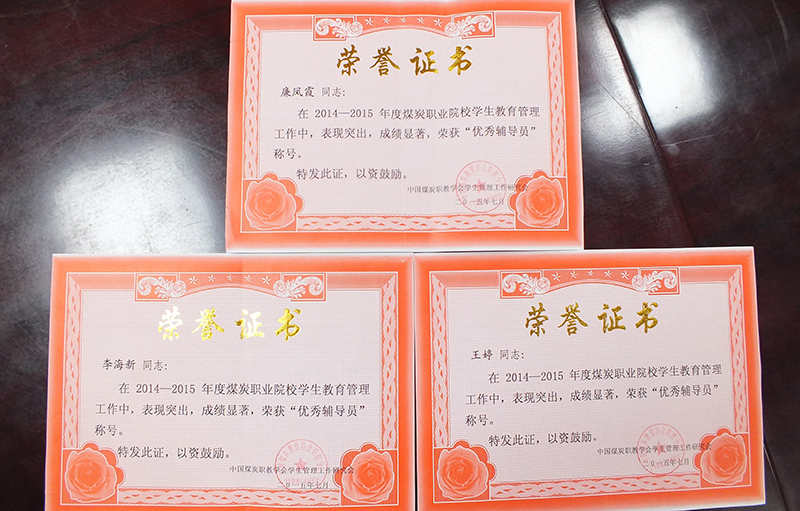 荣誉证书
廉凤霞 同志:
在 2014—2015 年度煤炭职业院校学生教育管理
工作中，表现突出，成绩显著，荣获“优秀辅导员”
称号。
特发此证，以资鼓励。
中国煤炭职教学会学生管理工作研究会
二〇一五年七月
荣誉证书
李海新 同志:
在 2014—2015 年度煤炭职业院校学生教育管理
工作中，表现突出，成绩显著，荣获“优秀辅导员”
称号。
特发此证，以资鼓励。
中国煤炭职教学会学生管理工作研究会
二〇一五年七月
荣誉证书
王婷 同志:
在 2014—2015 年度煤炭职业院校学生教育管理
工作中，表现突出，成绩显著，荣获“优秀辅导员”
称号。
特发此证，以资鼓励。
中国煤炭职教学会学生管理工作研究会
二〇一五年七月